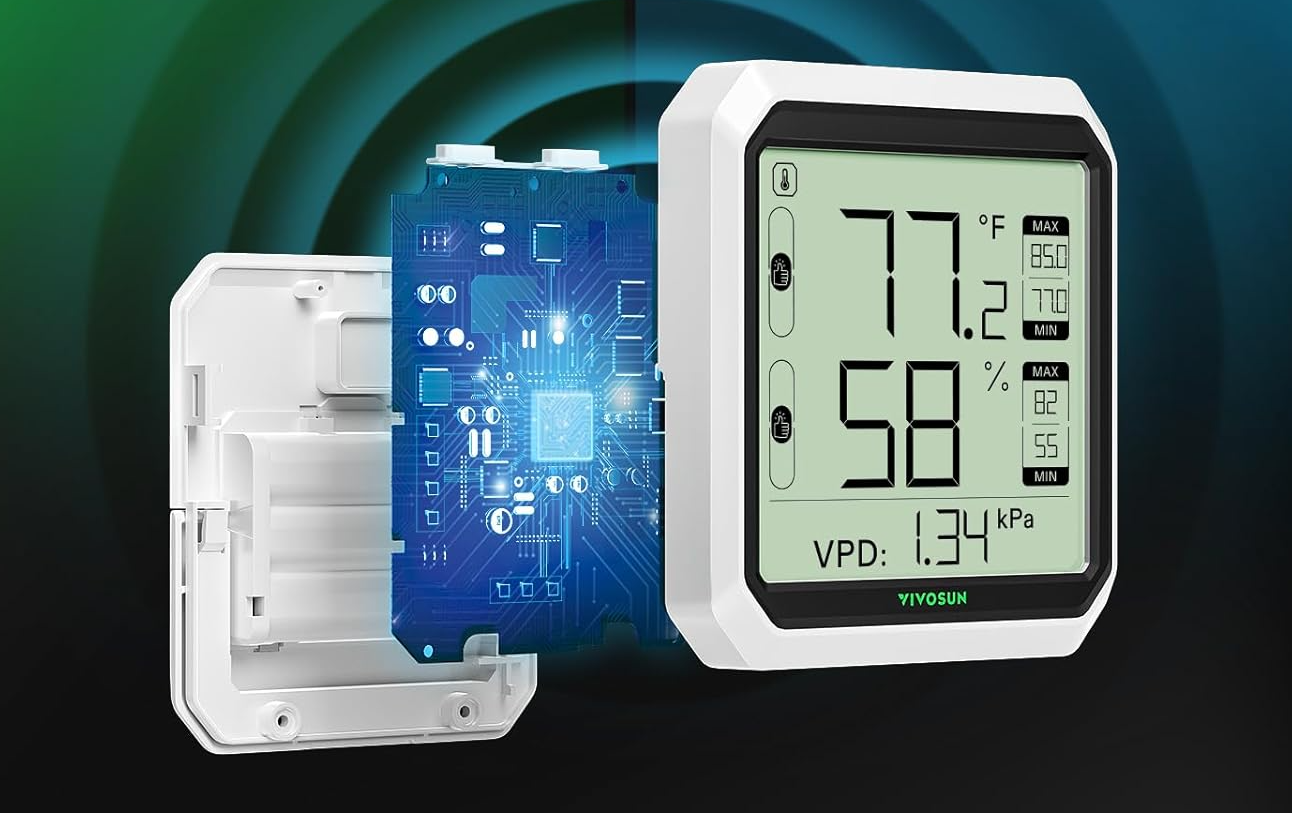 77.2 °F
MAX
85.0
77.0
MIN
58 %
MAX
82
55
MIN
VPD: 1.34 kPa
VIVOSUN